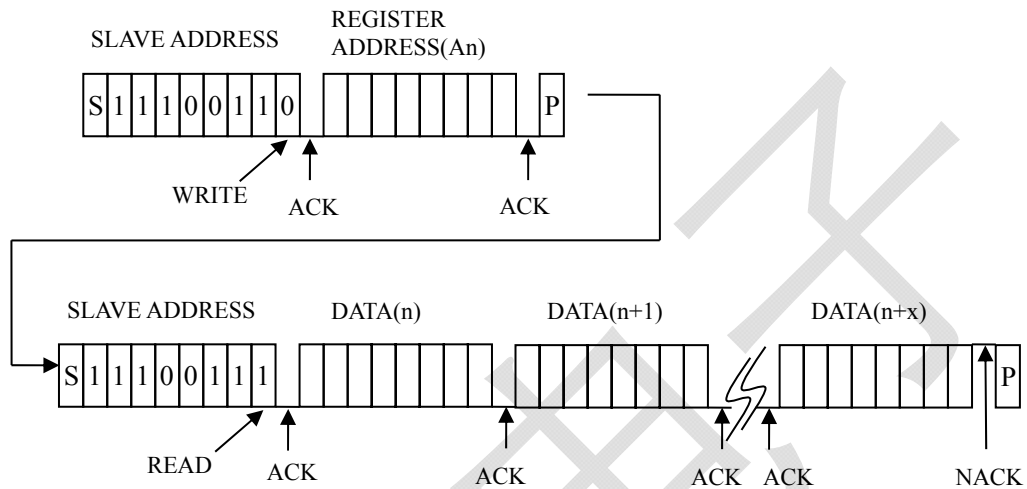 REGISTER
SLAVE ADDRESS ADDRESS(An)
S 1 1 1 0 0 1 1 0 P
WRITE ACK ACK
SLAVE ADDRESS DATA(n) DATA(n+1) DATA(n+x)
S 1 1 1 0 0 1 1 1 P
READ ACK ACK ACK ACK NACK